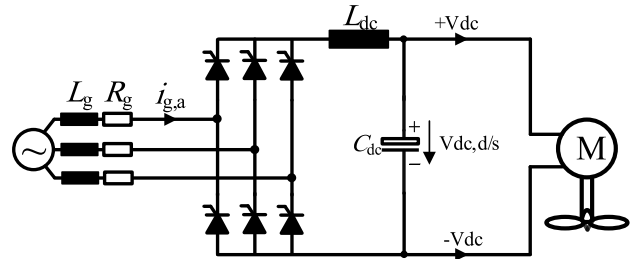 Ldc
+Vdc
Lg Rg ig,a
+
Cdc
Vdc,d/s
−
~
M
-Vdc